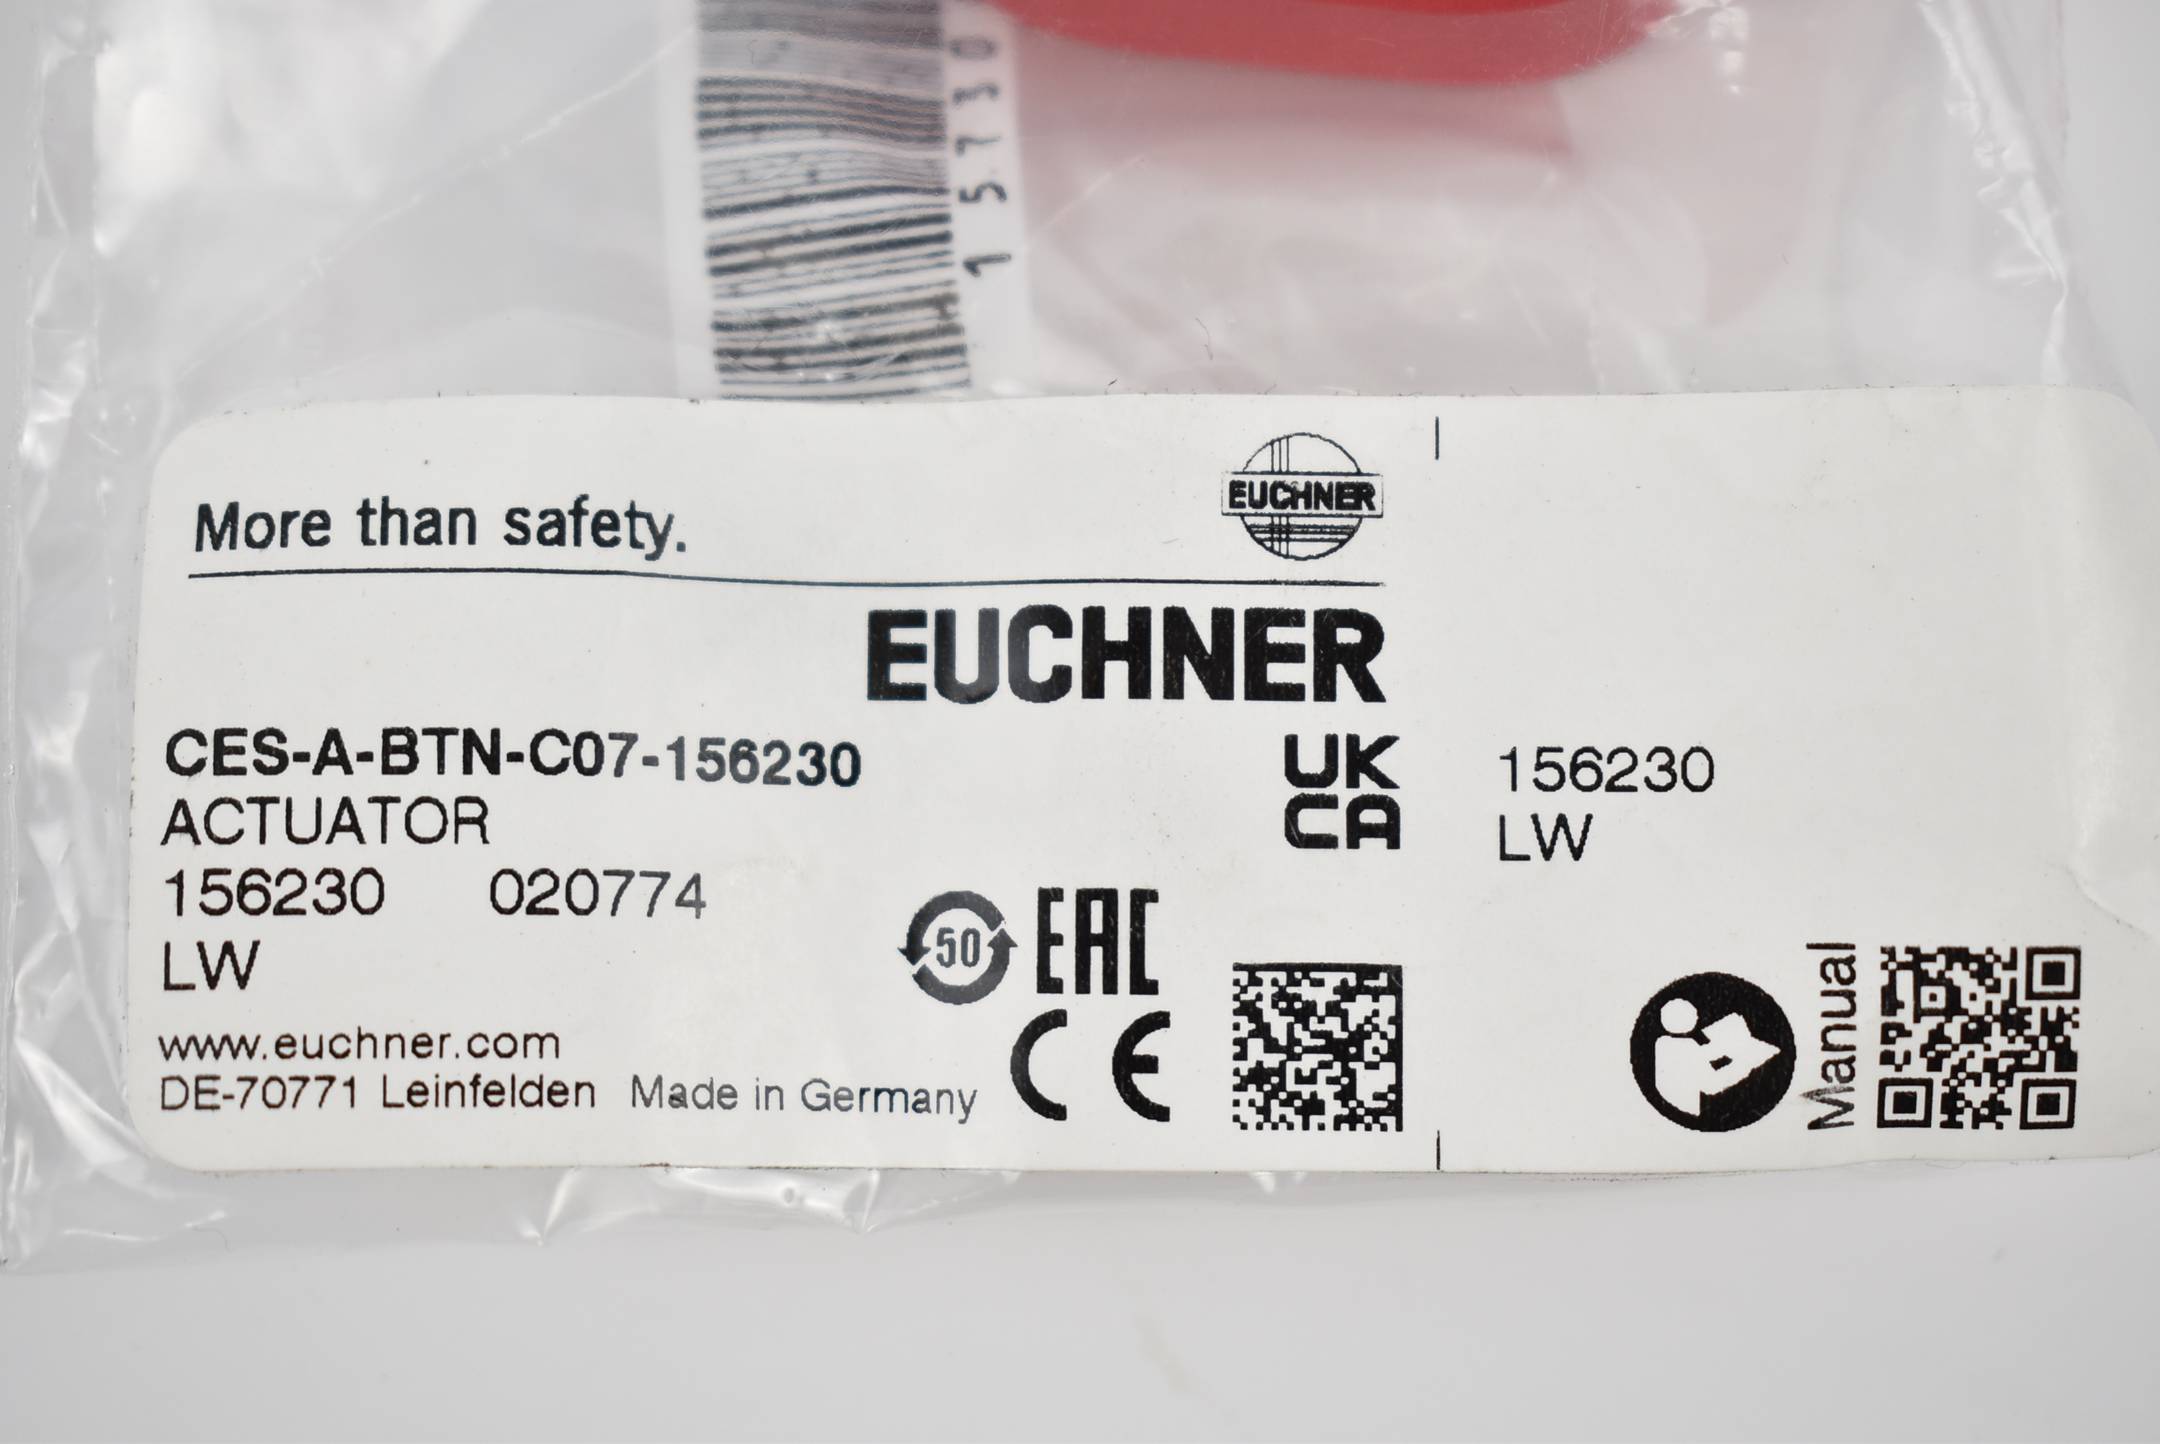 15730
More than safety.
EUCHNER
EUCHNER
CES-A-BTN-C07-156230
ACTUATOR
156230 020774
LW
www.euchner.com
DE-70771 Leinfelden Made in Germany
50
EAC
CE
UK
CA
156230
LW
Manual